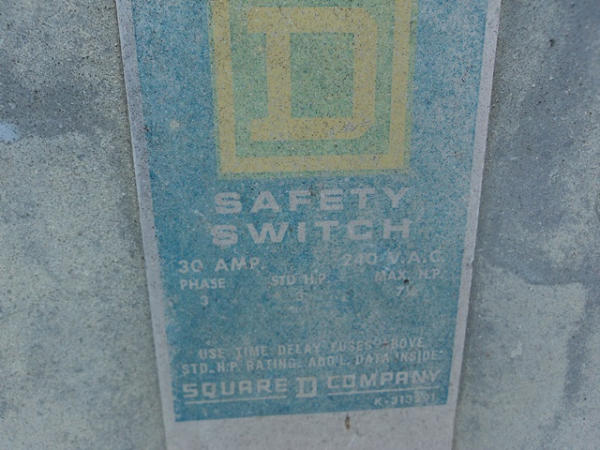 D
SAFETY
SWITCH
30 AMP. 240 V.A.C.
PHASE STD H.P. MAX. H.P.
3 3
USE TIME DELAY FUSES ABOVE
STD. H.P. RATING. ADD'L. DATA INSIDE
SQUARE D COMPANY